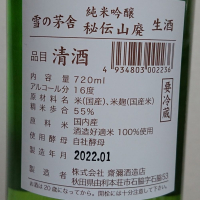 純米吟醸 生酒
雪の茅舎 秘伝山廃
品目 清酒
4 934803 002236
内容量 720ml
アルコール分 16度
原材料名 米(国産)、米麹(国産米)
精米歩合 55%
原料米 国内産
酒造好適米 100%使用
使用酵母 自社酵母
製造年月 2022.01
要冷蔵
製造者 株式会社 齋彌酒造店
秋田県由利本荘市石脇字石脇53